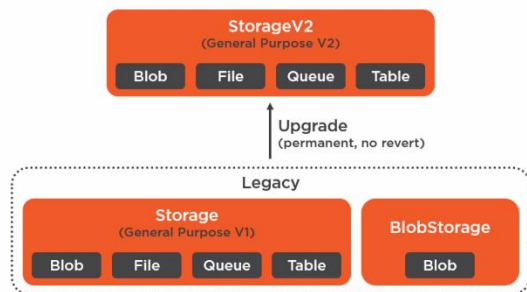 StorageV2
(General Purpose V2)
Blob File Queue Table
Upgrade
(permanent, no revert)
Legacy
Storage
(General Purpose V1)
Blob File Queue Table
BlobStorage
Blob